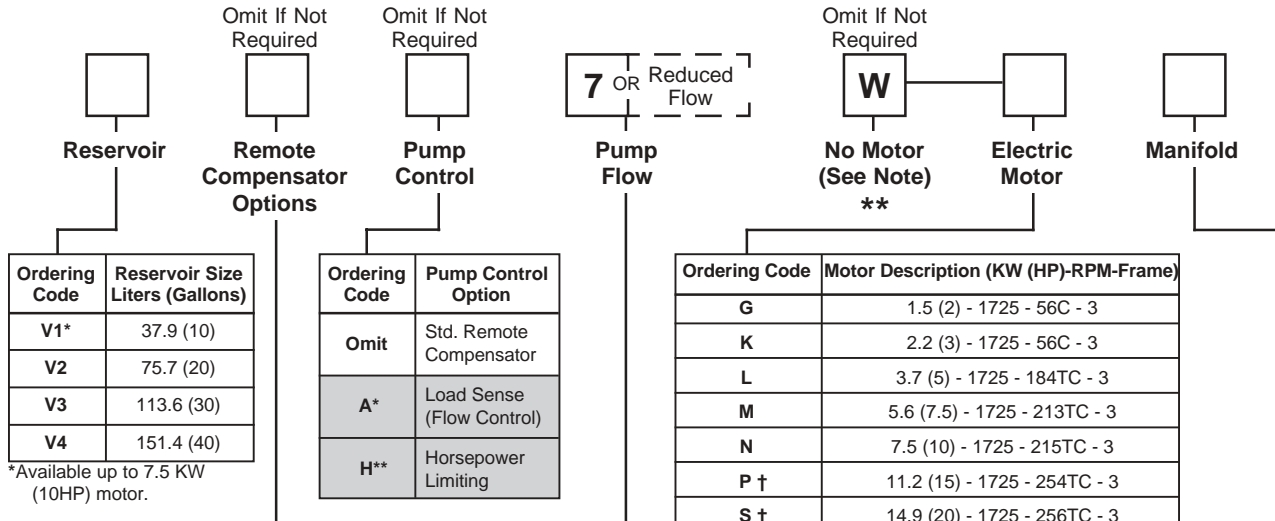 Omit If Not
Required
Omit If Not
Required
Omit If Not
Required
7 OR Reduced
Flow
W
Reservoir
Remote
Compensator
Options
Pump
Control
Pump
Flow
No Motor
(See Note)
**
Electric
Motor
Manifold
Ordering
Code
Reservoir Size
Liters (Gallons)
V1* 37.9 (10)
V2 75.7 (20)
V3 113.6 (30)
V4 151.4 (40)
*Available up to 7.5 KW
(10HP) motor.
Ordering
Code
Pump Control
Option
Omit
Std. Remote
Compensator
A*
Load Sense
(Flow Control)
H**
Horsepower
Limiting
Ordering Code Motor Description (KW (HP)-RPM-Frame)
G 1.5 (2) - 1725 - 56C - 3
K 2.2 (3) - 1725 - 56C - 3
L 3.7 (5) - 1725 - 184TC - 3
M 5.6 (7.5) - 1725 - 213TC - 3
N 7.5 (10) - 1725 - 215TC - 3
P † 11.2 (15) - 1725 - 254TC - 3
S † 14.9 (20) - 1725 - 256TC - 3